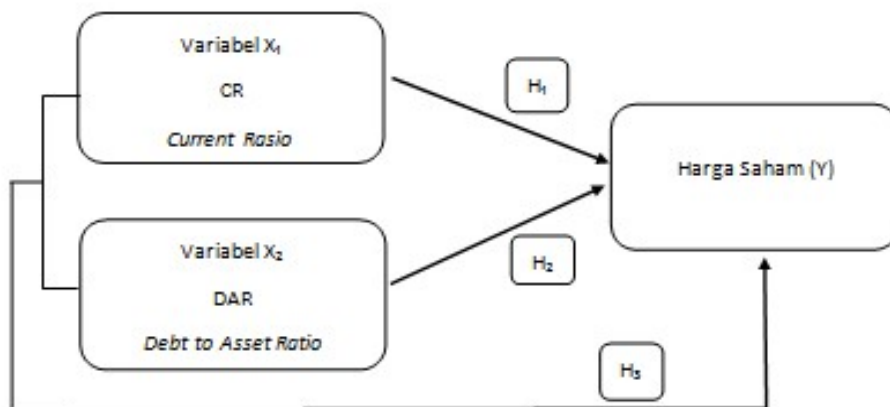 Variabel X₁
CR
Current Rasio
H₁
Harga Saham (Y)
Variabel X₂
DAR
Debt to Asset Ratio
H₂
H₃